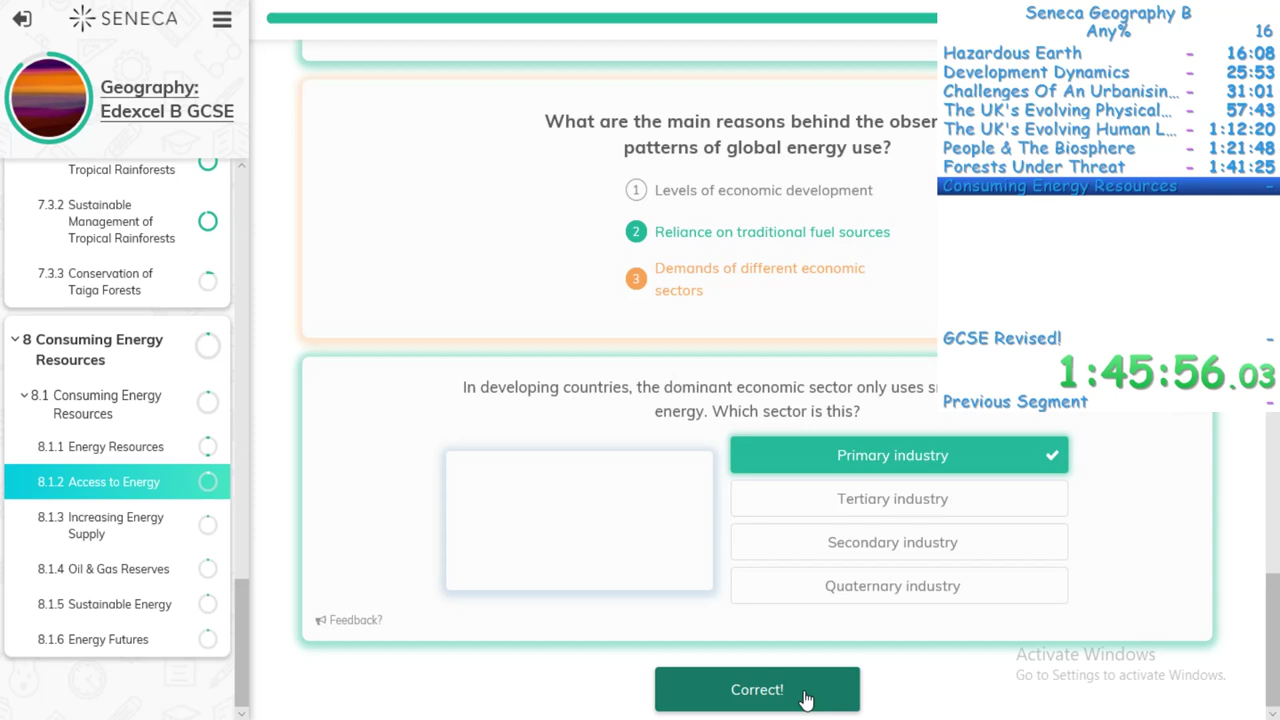 SENECA
Geography:
Edexcel B GCSE
Tropical Rainforests
7.3.2 Sustainable
Management of
Tropical Rainforests
7.3.3 Conservation of
Taiga Forests
8 Consuming Energy
Resources
8.1 Consuming Energy
Resources
8.1.1 Energy Resources
8.1.2 Access to Energy
8.1.3 Increasing Energy
Supply
8.1.4 Oil & Gas Reserves
8.1.5 Sustainable Energy
8.1.6 Energy Futures
What are the main reasons behind the obser
patterns of global energy use?
1 Levels of economic development
2 Reliance on traditional fuel sources
3 Demands of different economic
sectors
In developing countries, the dominant economic sector only uses s
energy. Which sector is this?
Primary industry
Tertiary industry
Secondary industry
Quaternary industry
Feedback?
Correct!
Seneca Geography B
Any% 16
Hazardous Earth - 16:08
Development Dynamics - 25:53
Challenges Of An Urbanisin... - 31:01
The UK's Evolving Physical... - 57:43
The UK's Evolving Human L... - 1:12:20
People & The Biosphere - 1:21:48
Forests Under Threat - 1:41:25
Consuming Energy Resources -
GCSE Revised! -
1:45:56.03
Previous Segment -
Activate Windows
Go to Settings to activate Windows.